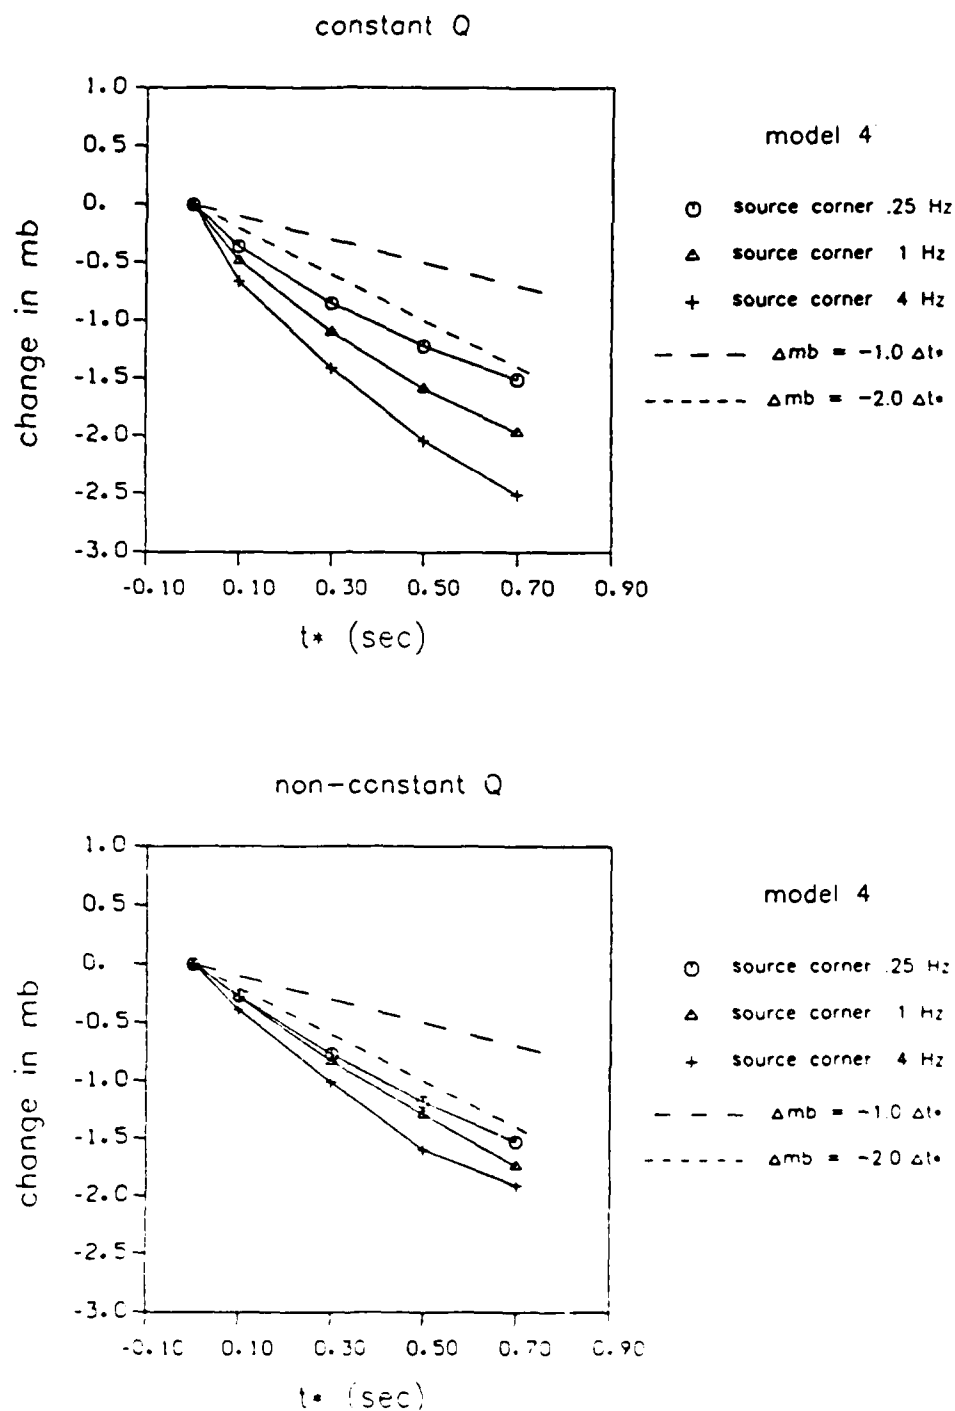 constant Q
1.0
0.5
0.
-0.5
-1.0
-1.5
-2.0
-2.5
-3.0
change in mb
-0.10 0.10 0.30 0.50 0.70 0.90
t* (sec)
model 4
source corner .25 Hz
source corner 1 Hz
source corner 4 Hz
Δmb = -1.0 Δt*
Δmb = -2.0 Δt*
non-constant Q
1.0
0.5
0.
-0.5
-1.0
-1.5
-2.0
-2.5
-3.0
change in mb
-0.10 0.10 0.30 0.50 0.70 0.90
t* (sec)
model 4
source corner .25 Hz
source corner 1 Hz
source corner 4 Hz
Δmb = -1.0 Δt*
Δmb = -2.0 Δt*